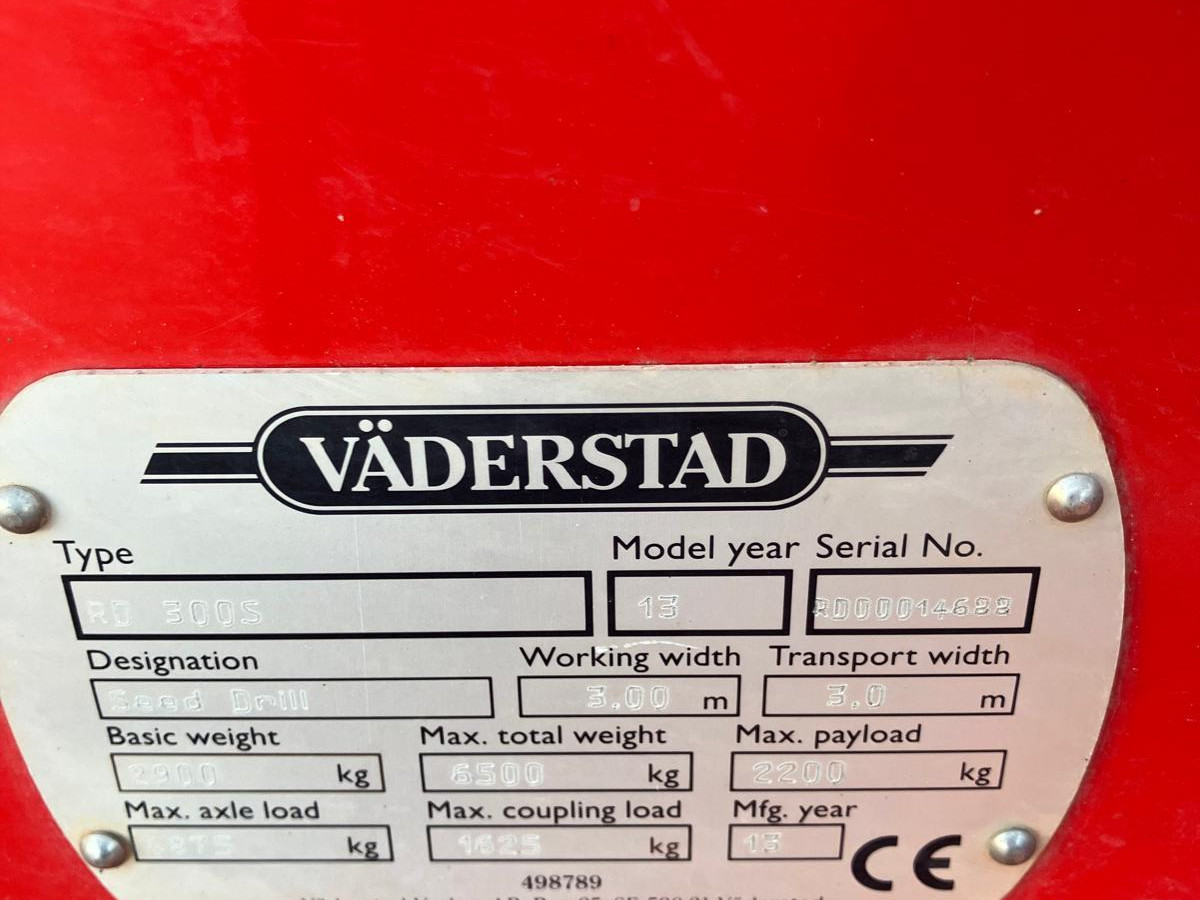 VÄDERSTAD
Type Model year Serial No.
RD 300S 13 RD00014688
Designation Working width Transport width
Seed Drill 3.00 m 3.0 m
Basic weight Max. total weight Max. payload
2900 kg 6500 kg 2200 kg
Max. axle load Max. coupling load Mfg. year
kg 1625 kg 13 CE
498789